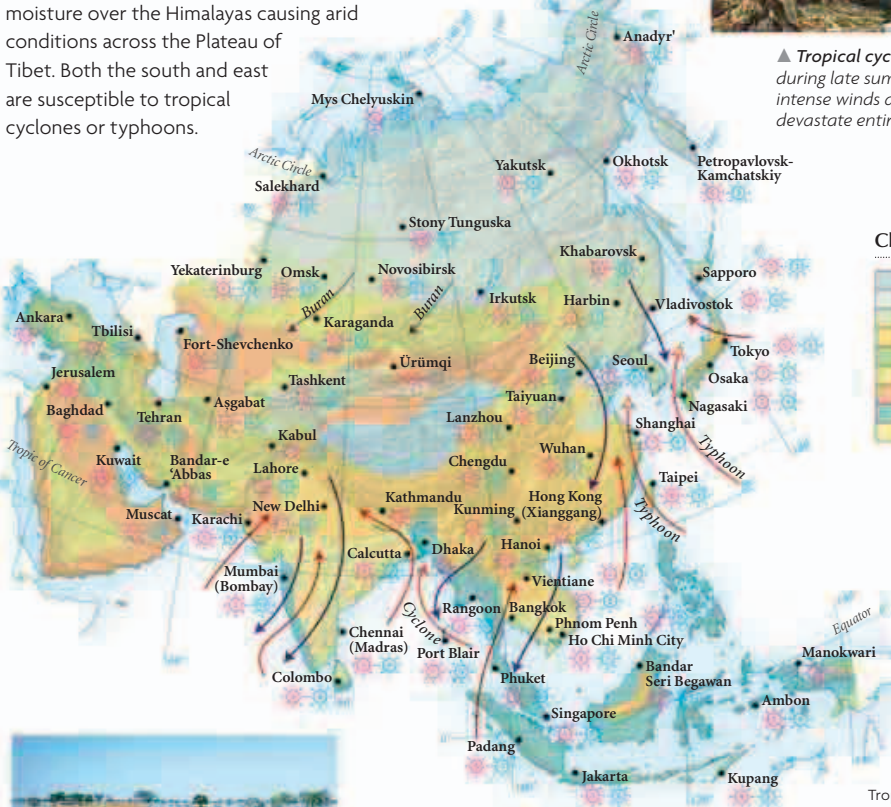 moisture over the Himalayas causing arid
conditions across the Plateau of
Tibet. Both the south and east
are susceptible to tropical
cyclones or typhoons.
▲ Tropical cyc
during late sum
intense winds a
devastate entir
Arctic Circle
Anadyr'
Mys Chelyuskin
Arctic Circle
Salekhard
Yakutsk
Okhotsk
Petropavlovsk-
Kamchatskiy
Stony Tunguska
Khabarovsk
Cl
Yekaterinburg
Omsk
Novosibirsk
Sapporo
Buran
Buran
Irkutsk
Harbin
Vladivostok
Ankara
Tbilisi
Karaganda
Fort-Shevchenko
Tokyo
Jerusalem
Ürümqi
Beijing
Seoul
Osaka
Tashkent
Taiyuan
Nagasaki
Baghdad
Tehran
Aşgabat
Lanzhou
Shanghai
Kabul
Wuhan
Typhoon
Tropic of Cancer
Kuwait
Bandar-e
'Abbas
Lahore
Chengdu
Taipei
Muscat
Karachi
New Delhi
Kathmandu
Kunming
Hong Kong
(Xianggang)
Typhoon
Calcutta
Dhaka
Hanoi
Mumbai
(Bombay)
Vientiane
Cyclone
Rangoon
Bangkok
Chennai
(Madras)
Port Blair
Phnom Penh
Ho Chi Minh City
Equator
Colombo
Phuket
Bandar
Seri Begawan
Manokwari
Singapore
Ambon
Padang
Jakarta
Kupang
Tro